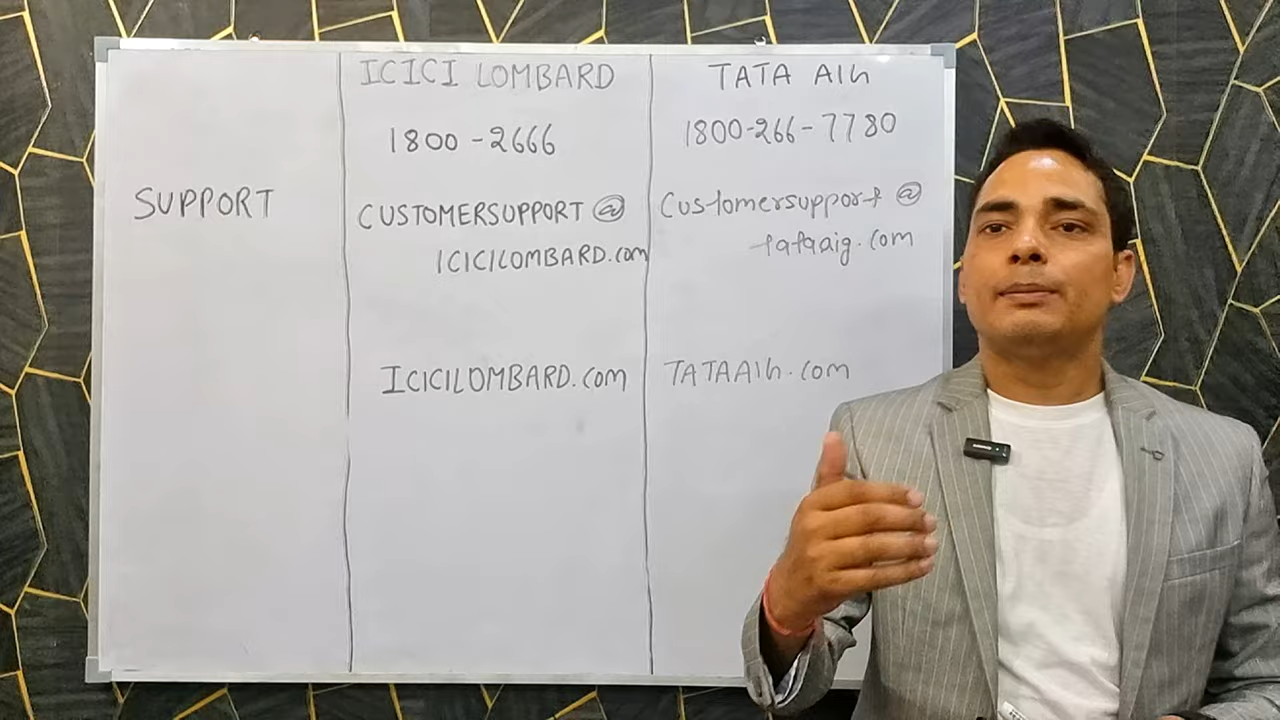 ICICI LOMBARD
TATA AIG
1800-2666
1800-266-7780
SUPPORT
CUSTOMERSUPPORT @
ICICILOMBARD.com
Customersupport @
tataaig.com
ICICILOMBARD.com
TATAAIG.com